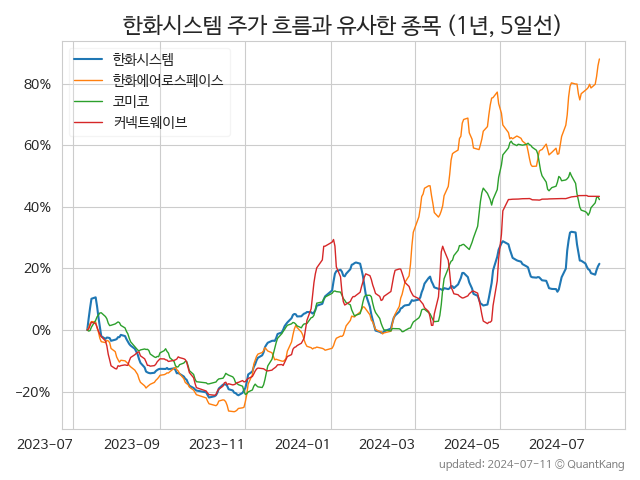 한화시스템 주가 흐름과 유사한 종목 (1년, 5일선)
한화시스템
한화에어로스페이스
코미코
커넥트웨이브
80%
60%
40%
20%
0%
−20%
2023-07
2023-09
2023-11
2024-01
2024-03
2024-05
2024-07
updated: 2024-07-11 © QuantKang